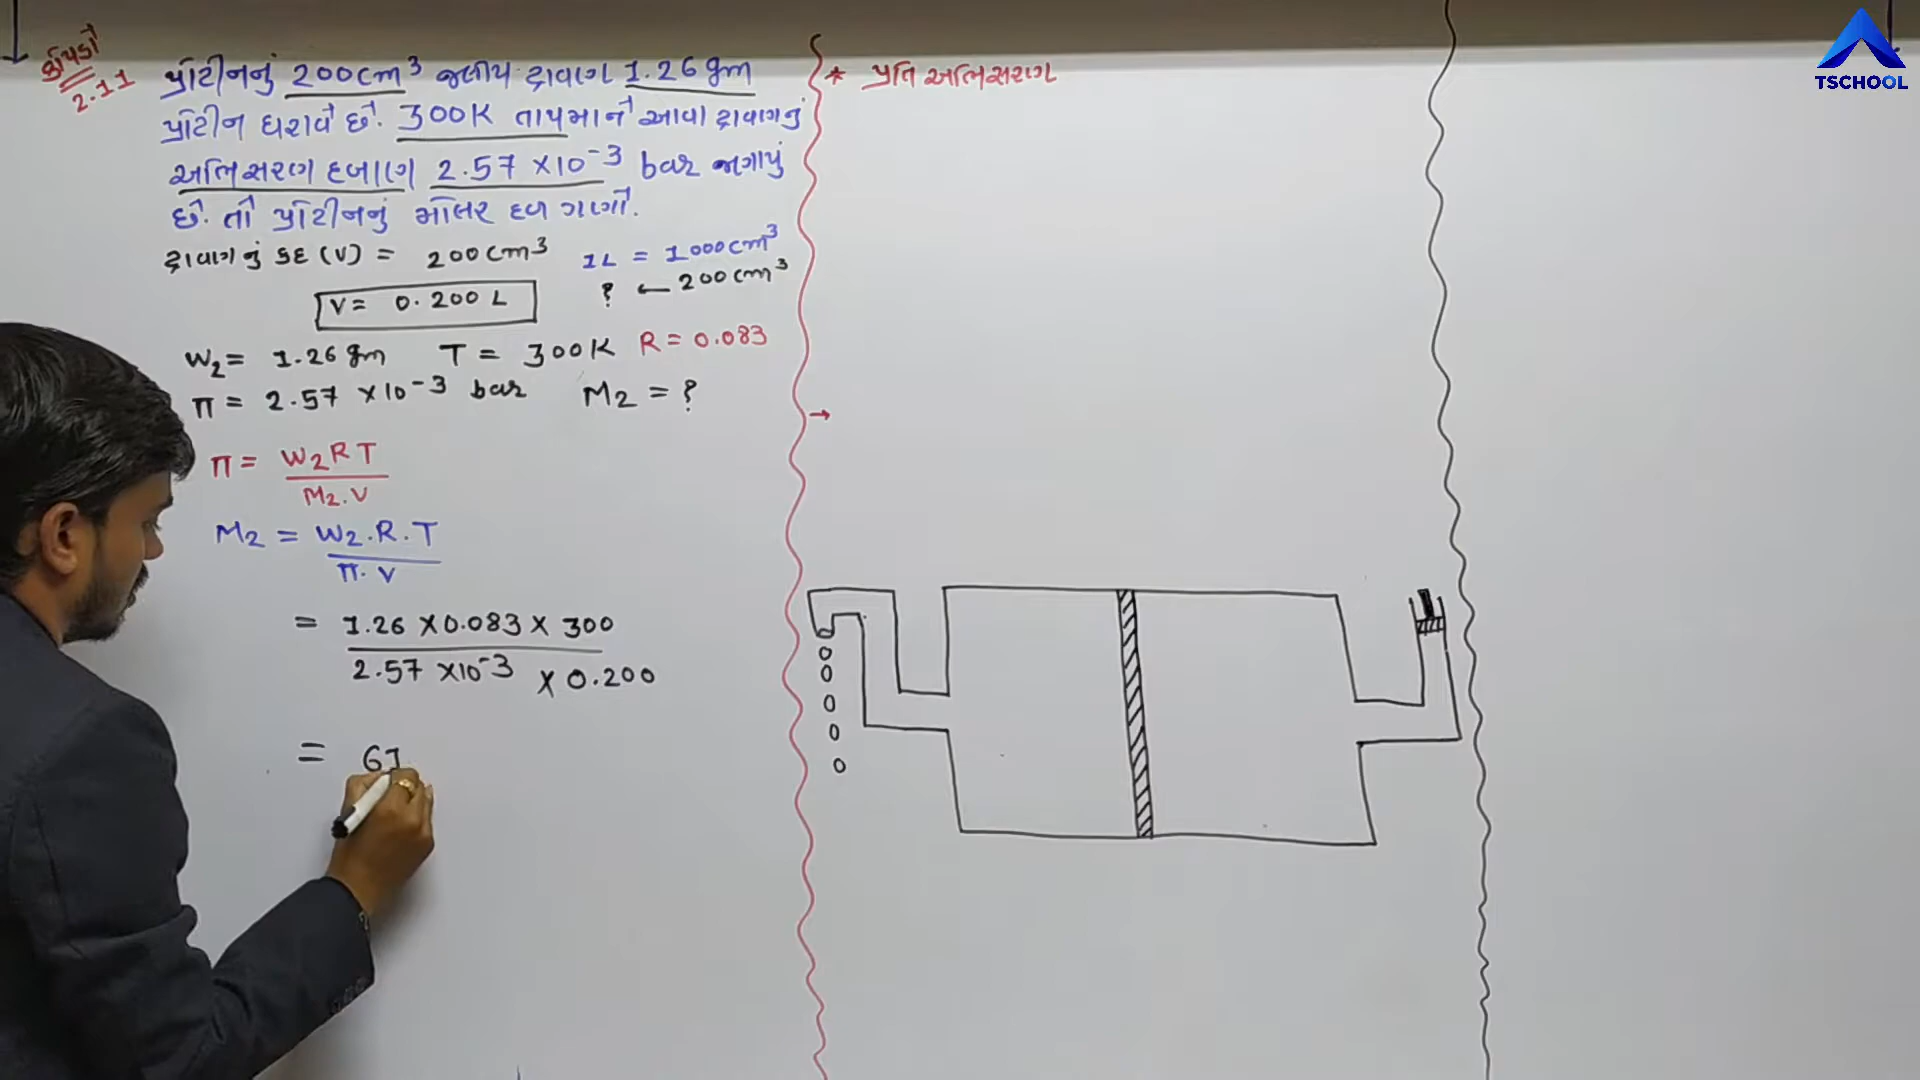 કોયડો
2.11
પ્રોટીનનું 200cm³ જલીય દ્રાવણ 1.26gm
પ્રોટીન ધરાવે છે. 300K તાપમાને આવા દ્રાવણનું
અભિસરણ દબાણ 2.57 ×10⁻³ bar જણાયું
છે. તો પ્રોટીનનું મોલર દળ ગણો.
દ્રાવણનું કદ (V) = 200cm³
1L = 1000cm³
? ← 200cm³
V = 0.200 L
W₂ = 1.26 gm T = 300K R = 0.083
π = 2.57 ×10⁻³ bar M₂ = ?
π = W₂RT
M₂.V
M₂ = W₂.R.T
π.V
= 1.26 ×0.083 × 300
2.57 ×10⁻³ × 0.200
= 61
* પ્રતિ અભિસરણ
→
TSCHOOL